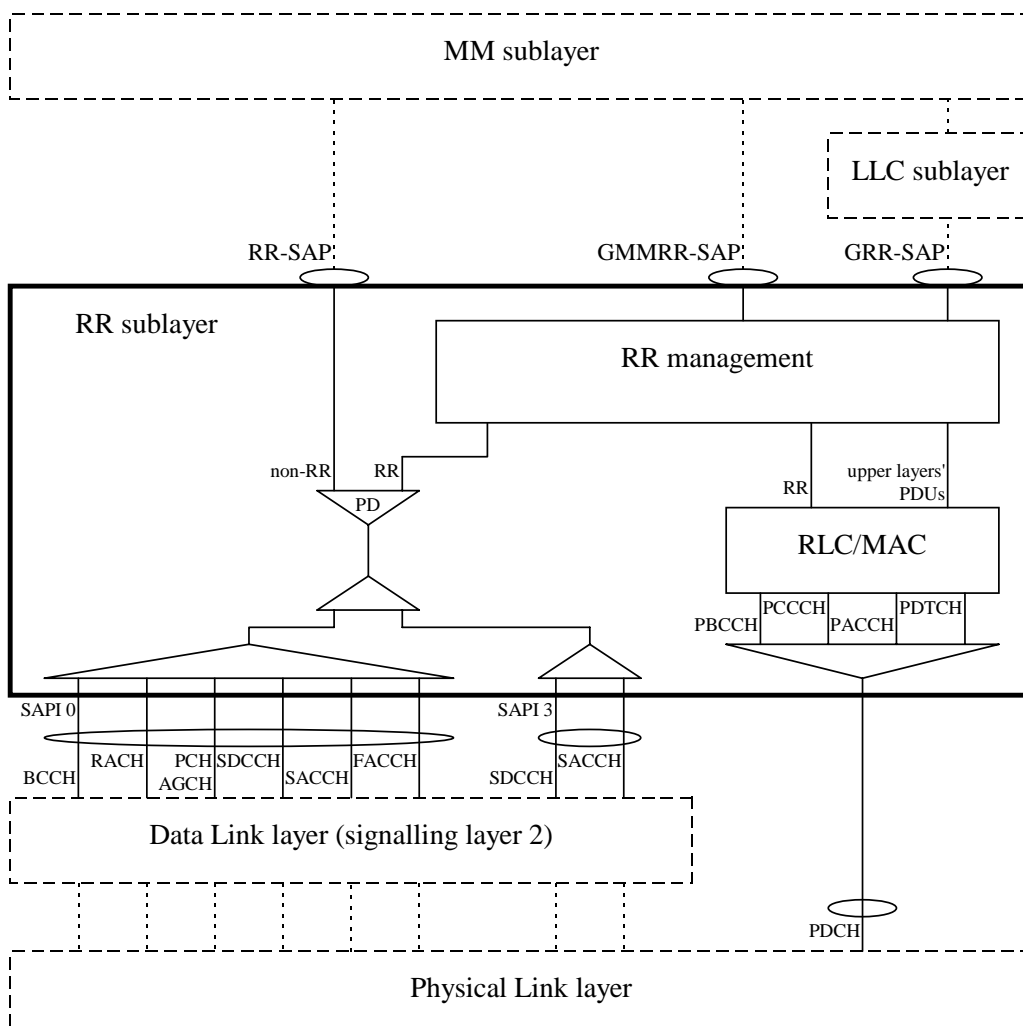 MM sublayer
LLC sublayer
RR-SAP
GMMRR-SAP
GRR-SAP
RR sublayer
RR management
non-RR
RR
PD
RR
upper layers'
PDUs
RLC/MAC
PBCCH
PCCCH
PACCH
PDTCH
SAPI 0
SAPI 3
BCCH
RACH
PCH
AGCH
SDCCH
SACCH
FACCH
SDCCH
SACCH
Data Link layer (signalling layer 2)
PDCH
Physical Link layer